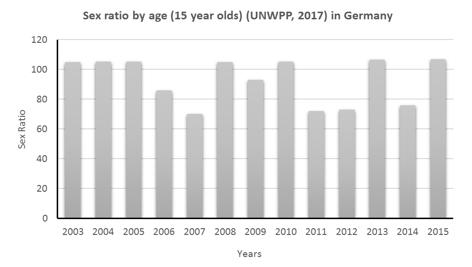 Sex ratio by age (15 year olds) (UNWPP, 2017) in Germany
120
100
80
60
40
20
0
Sex Ratio
2003 2004 2005 2006 2007 2008 2009 2010 2011 2012 2013 2014 2015
Years